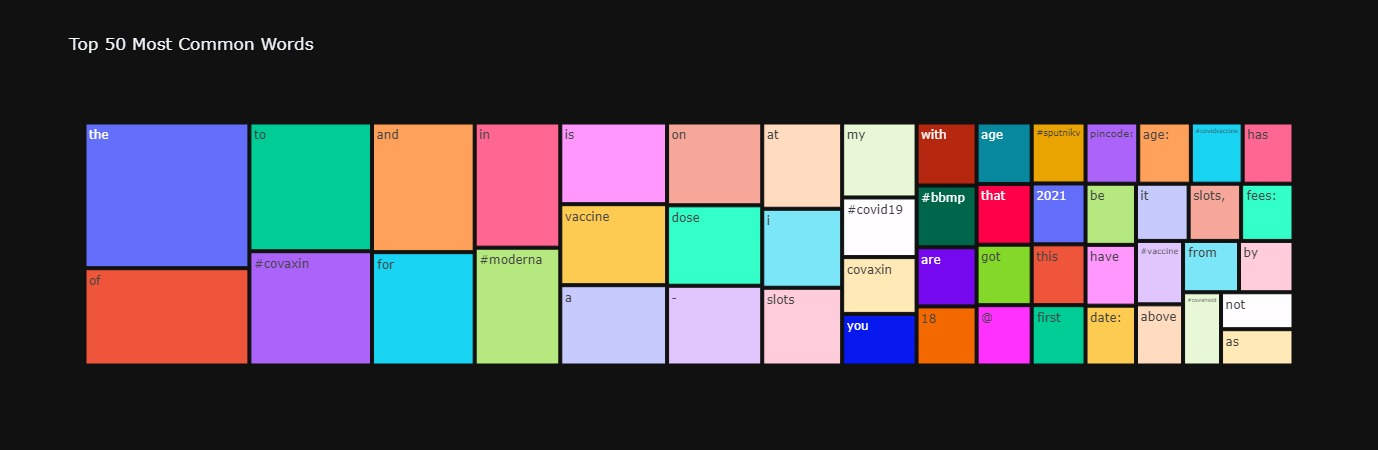 Top 50 Most Common Words
the
of
to
#covaxin
and
for
in
#moderna
is
vaccine
a
on
dose
-
at
i
slots
my
#covid19
covaxin
you
with
#bbmp
are
18
age
that
got
@
#sputnikv
2021
this
first
pincode:
be
have
date:
age:
it
#vaccine
above
#covidvaccine
has
slots,
fees:
from
by
#covishield
not
as